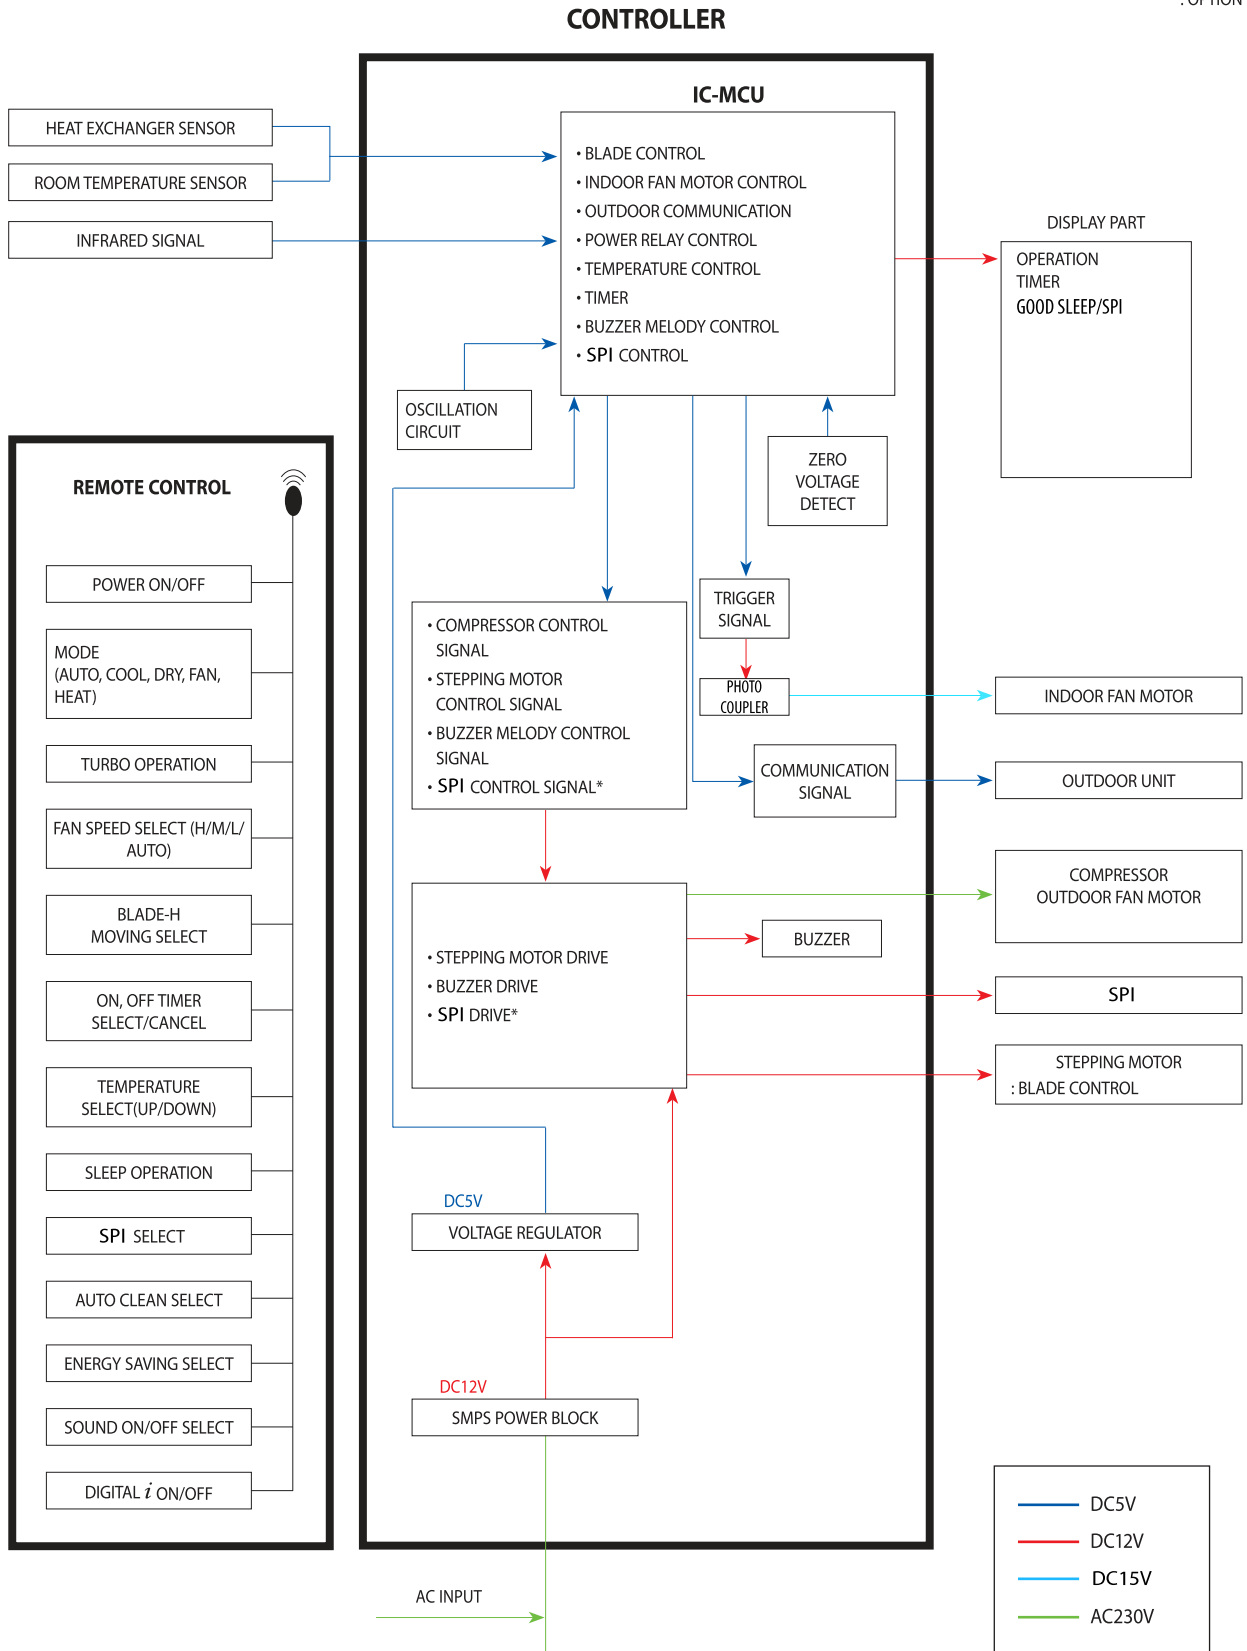 : OPTION
CONTROLLER
IC-MCU
HEAT EXCHANGER SENSOR
ROOM TEMPERATURE SENSOR
INFRARED SIGNAL
• BLADE CONTROL
• INDOOR FAN MOTOR CONTROL
• OUTDOOR COMMUNICATION
• POWER RELAY CONTROL
• TEMPERATURE CONTROL
• TIMER
• BUZZER MELODY CONTROL
• SPI CONTROL
DISPLAY PART
OPERATION
TIMER
GOOD SLEEP/SPI
OSCILLATION
CIRCUIT
ZERO
VOLTAGE
DETECT
REMOTE CONTROL
POWER ON/OFF
MODE
(AUTO, COOL, DRY, FAN,
HEAT)
TURBO OPERATION
FAN SPEED SELECT (H/M/L/
AUTO)
BLADE-H
MOVING SELECT
ON, OFF TIMER
SELECT/CANCEL
TEMPERATURE
SELECT(UP/DOWN)
SLEEP OPERATION
SPI SELECT
AUTO CLEAN SELECT
ENERGY SAVING SELECT
SOUND ON/OFF SELECT
DIGITAL i ON/OFF
• COMPRESSOR CONTROL
SIGNAL
• STEPPING MOTOR
CONTROL SIGNAL
• BUZZER MELODY CONTROL
SIGNAL
• SPI CONTROL SIGNAL*
TRIGGER
SIGNAL
PHOTO
COUPLER
INDOOR FAN MOTOR
COMMUNICATION
SIGNAL
OUTDOOR UNIT
• STEPPING MOTOR DRIVE
• BUZZER DRIVE
• SPI DRIVE*
COMPRESSOR
OUTDOOR FAN MOTOR
BUZZER
SPI
STEPPING MOTOR
: BLADE CONTROL
DC5V
VOLTAGE REGULATOR
DC12V
SMPS POWER BLOCK
AC INPUT
DC5V
DC12V
DC15V
AC230V